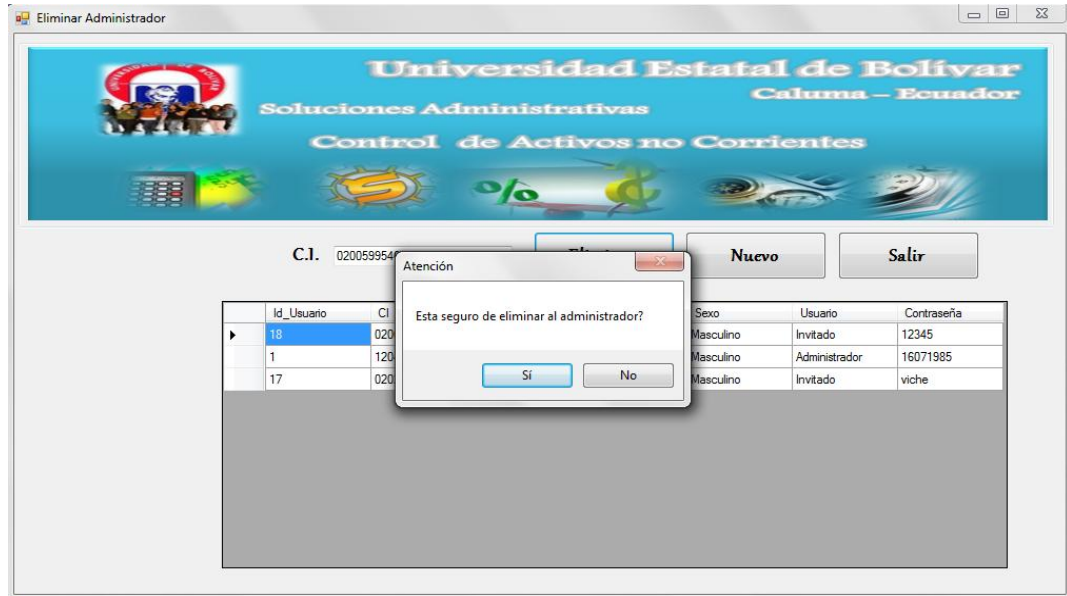 Eliminar Administrador
Universidad Estatal de Bolívar
Caluma – Ecuador
Soluciones Administrativas
Control de Activos no Corrientes
%
C.I. Nuevo Salir
Atención
Esta seguro de eliminar al administrador?
Sí No
Id_Usuario CI Sexo Usuario Contraseña
18 Masculino Invitado 12345
1 Masculino Administrador 16071985
17 Masculino Invitado viche